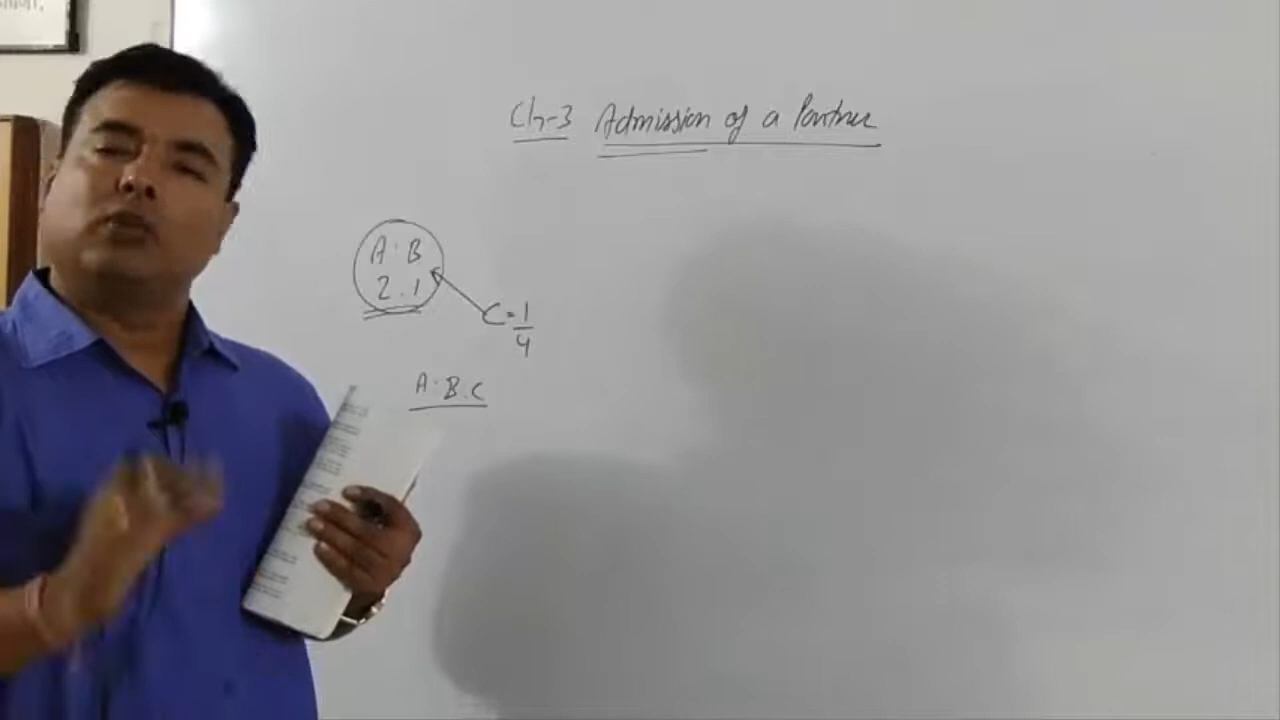 Ch-3 Admission of a Partner
A : B
2 : 1
C = 1/4
A : B : C